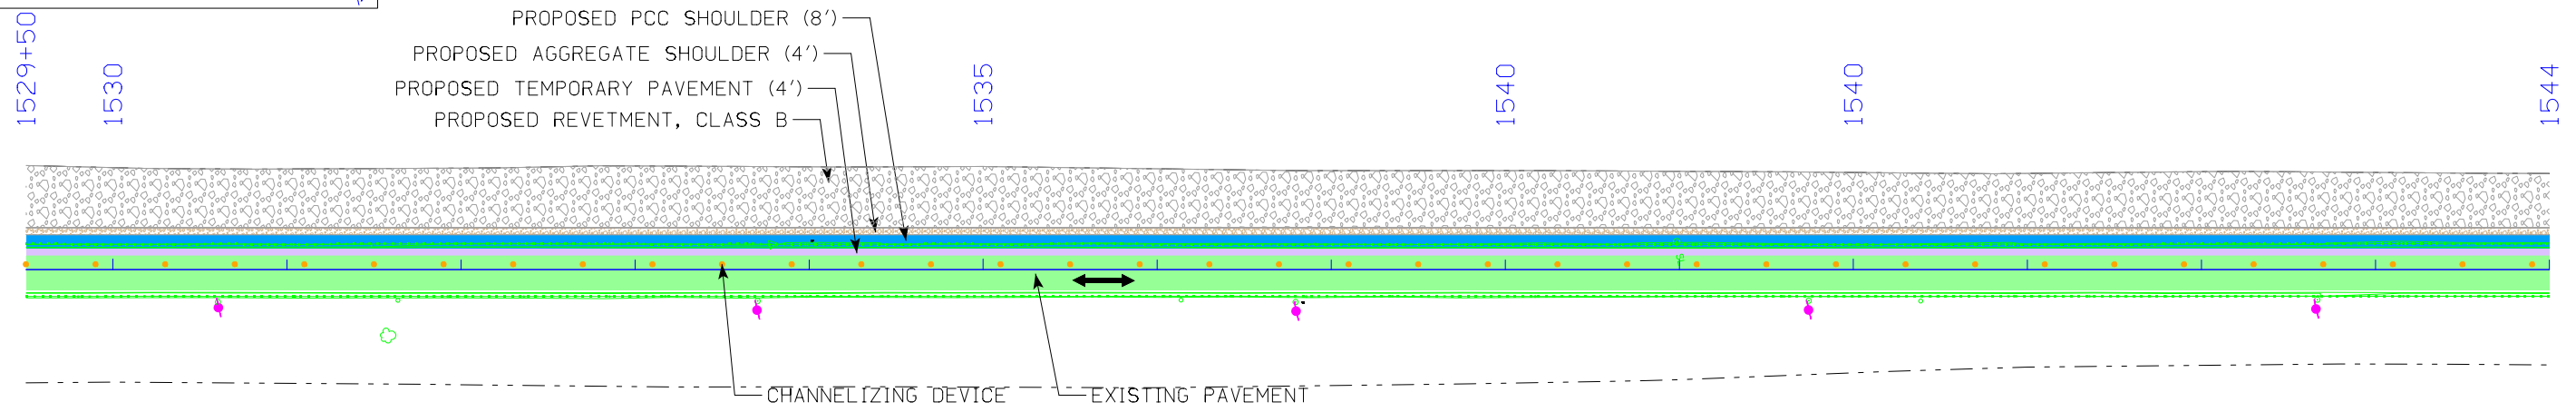 1529+50
1530
PROPOSED PCC SHOULDER (8')
PROPOSED AGGREGATE SHOULDER (4')
PROPOSED TEMPORARY PAVEMENT (4')
PROPOSED REVETMENT, CLASS B
1535
1540
1540
1544
CHANNELIZING DEVICE
EXISTING PAVEMENT